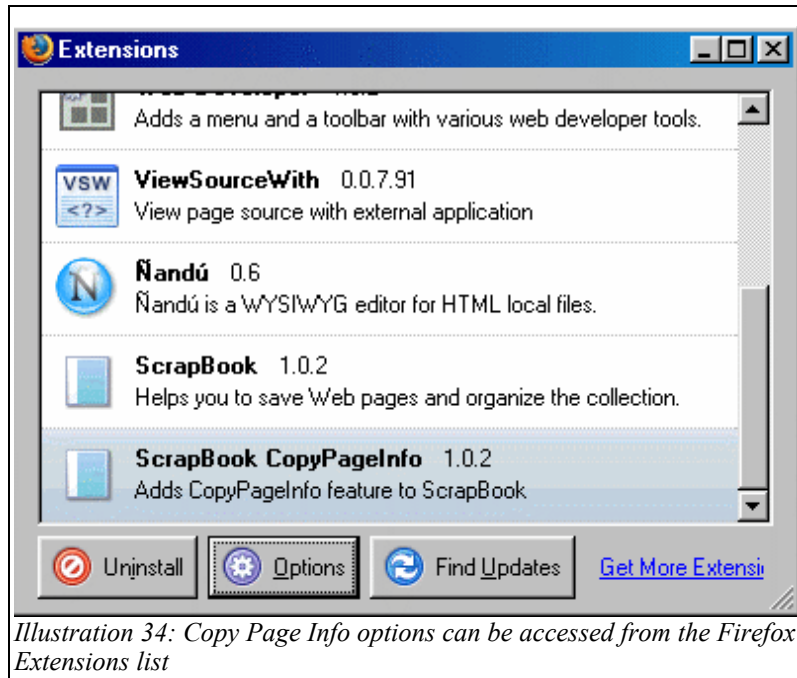 Extensions
Adds a menu and a toolbar with various web developer tools.
VSW
<?>
ViewSourceWith 0.0.7.91
View page source with external application
Ñ
Ñandú 0.6
Ñandú is a WYSIWYG editor for HTML local files.
ScrapBook 1.0.2
Helps you to save Web pages and organize the collection.
ScrapBook CopyPageInfo 1.0.2
Adds CopyPageInfo feature to ScrapBook
Uninstall Options Find Updates Get More Extensi
Illustration 34: Copy Page Info options can be accessed from the Firefox
Extensions list